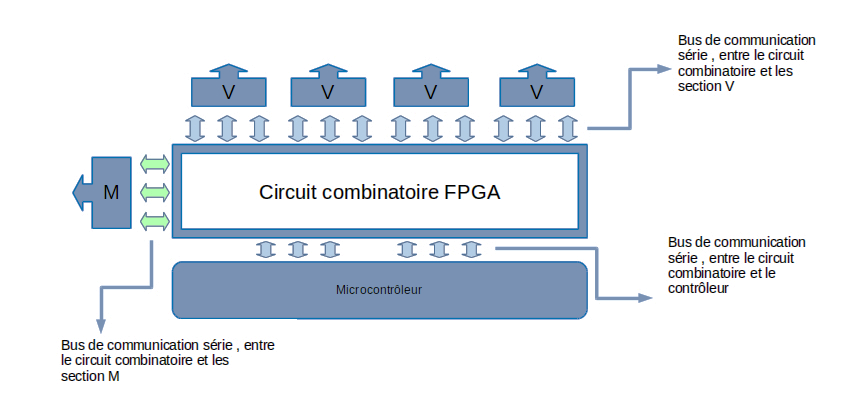 Bus de communication
série , entre le circuit
combinatoire et les
section V
V
V
V
V
M
Circuit combinatoire FPGA
Bus de communication
série , entre le circuit
combinatoire et le
contrôleur
Microcontrôleur
Bus de communication série , entre
le circuit combinatoire et les
section M